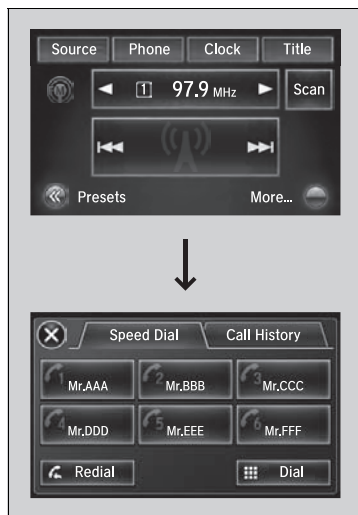 Source Phone Clock Title
1 97.9 MHz Scan
Presets More...
Speed Dial Call History
1 Mr.AAA 2 Mr.BBB 3 Mr.CCC
4 Mr.DDD 5 Mr.EEE 6 Mr.FFF
Redial Dial